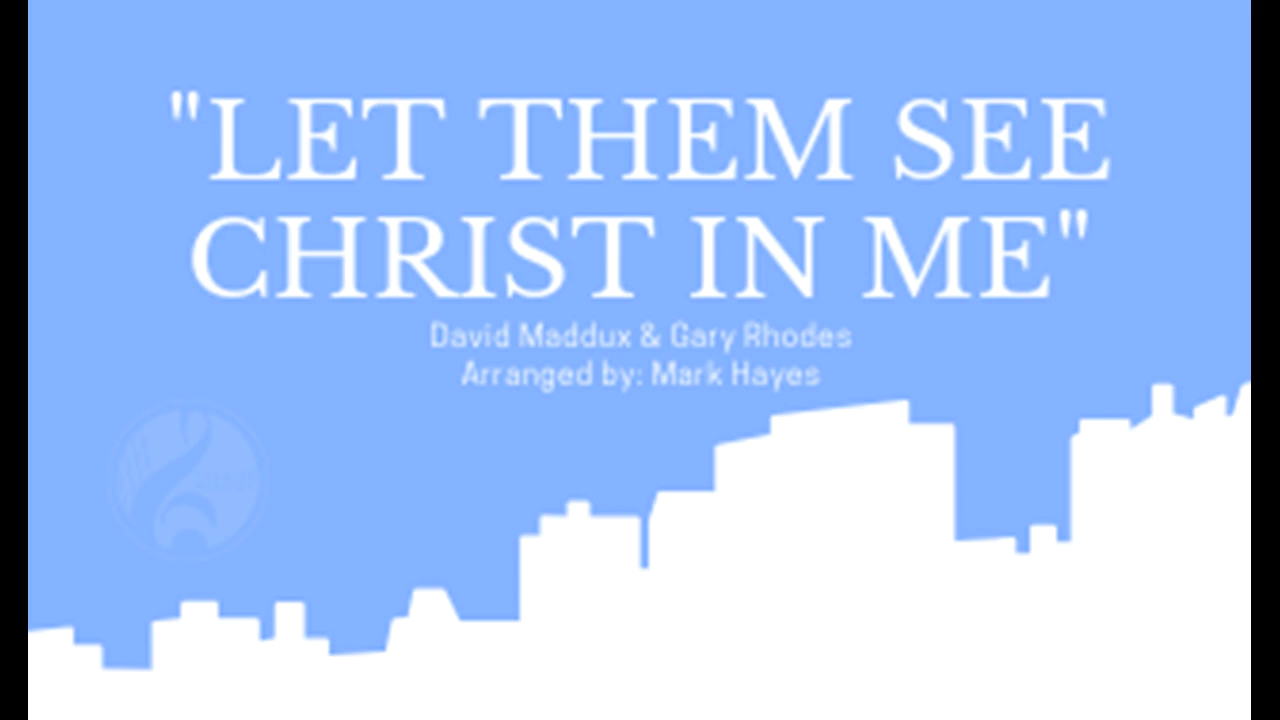 "LET THEM SEE
CHRIST IN ME"
David Maddux & Gary Rhodes
Arranged by: Mark Hayes